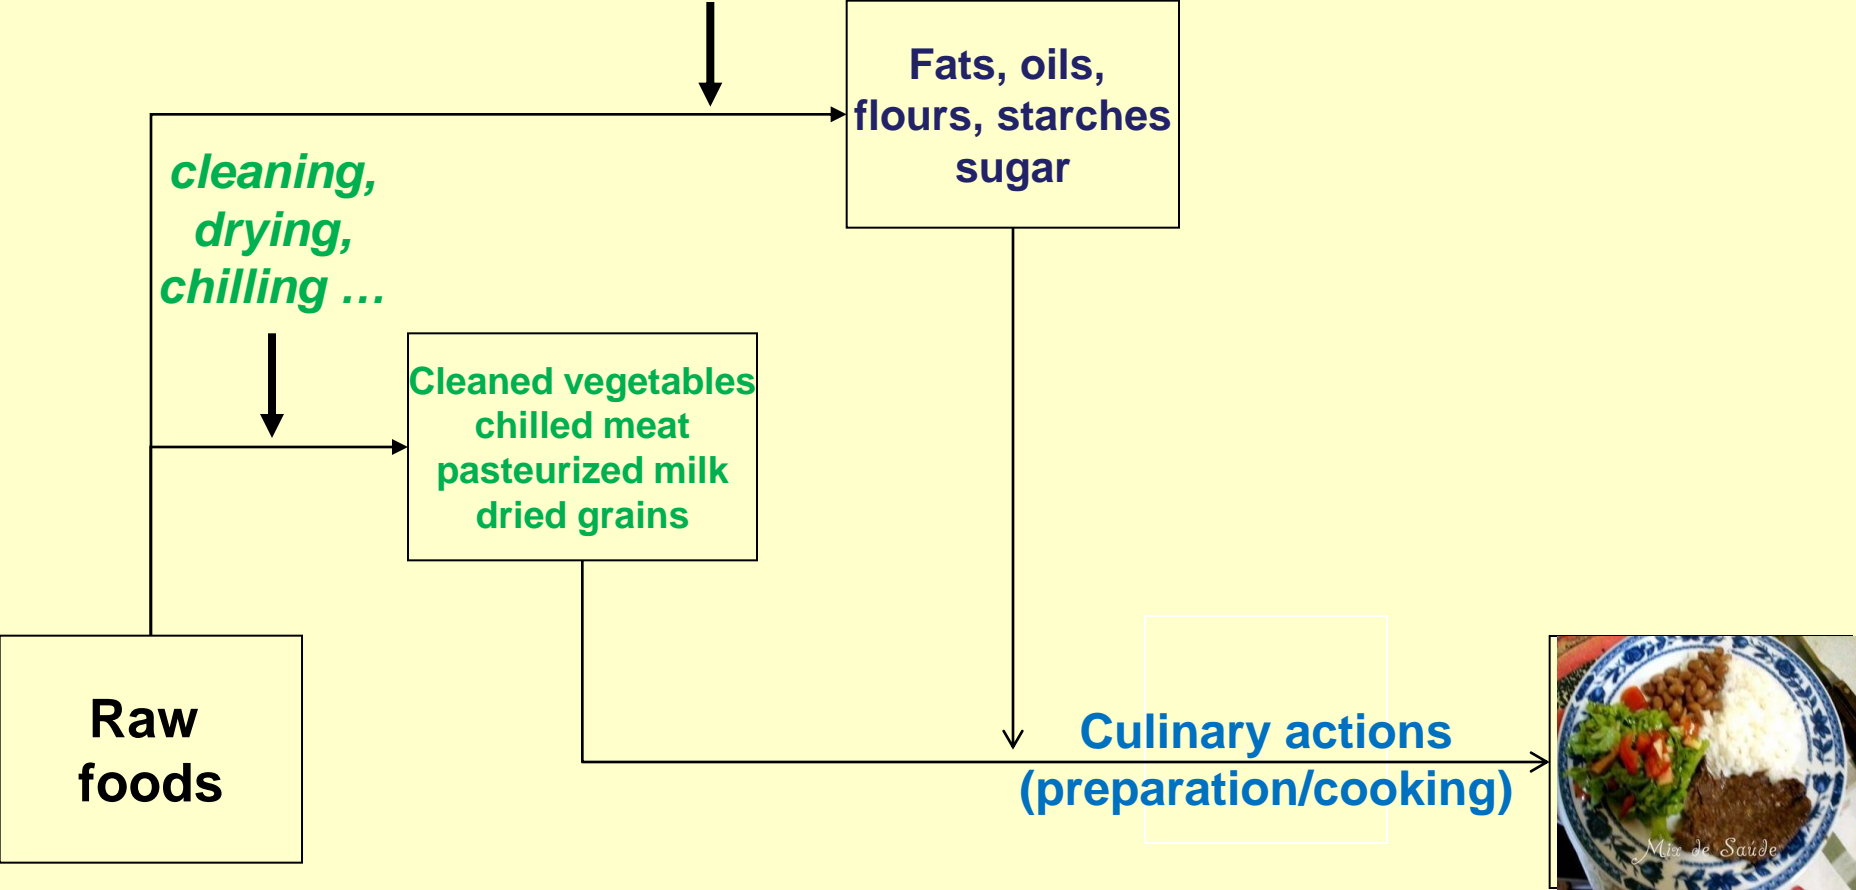 Fats, oils,
flours, starches
sugar
cleaning,
drying,
chilling …
Cleaned vegetables
chilled meat
pasteurized milk
dried grains
Raw
foods
Culinary actions
(preparation/cooking)
Mix de Saúde